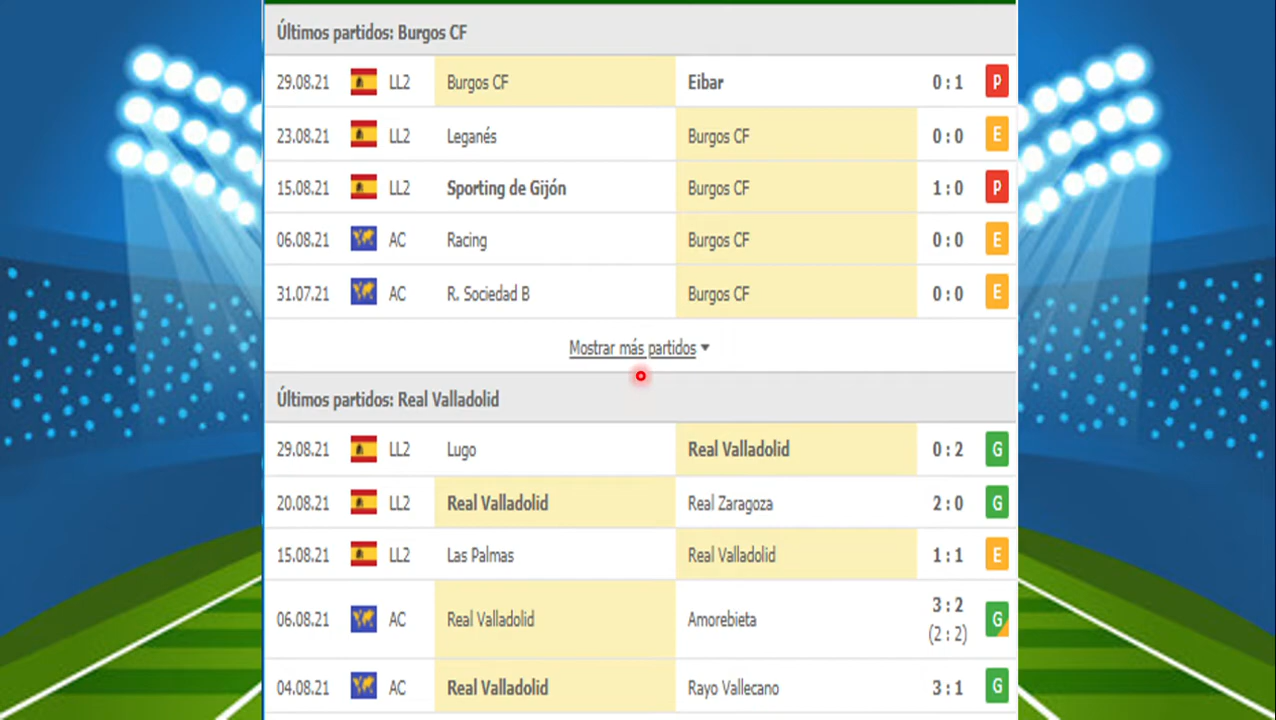 Últimos partidos: Burgos CF
29.08.21 LL2 Burgos CF Eibar 0 : 1 P
23.08.21 LL2 Leganés Burgos CF 0 : 0 E
15.08.21 LL2 Sporting de Gijón Burgos CF 1 : 0 P
06.08.21 AC Racing Burgos CF 0 : 0 E
31.07.21 AC R. Sociedad B Burgos CF 0 : 0 E
Mostrar más partidos
Últimos partidos: Real Valladolid
29.08.21 LL2 Lugo Real Valladolid 0 : 2 G
20.08.21 LL2 Real Valladolid Real Zaragoza 2 : 0 G
15.08.21 LL2 Las Palmas Real Valladolid 1 : 1 E
06.08.21 AC Real Valladolid Amorebieta 3 : 2 G
(2 : 2)
04.08.21 AC Real Valladolid Rayo Vallecano 3 : 1 G